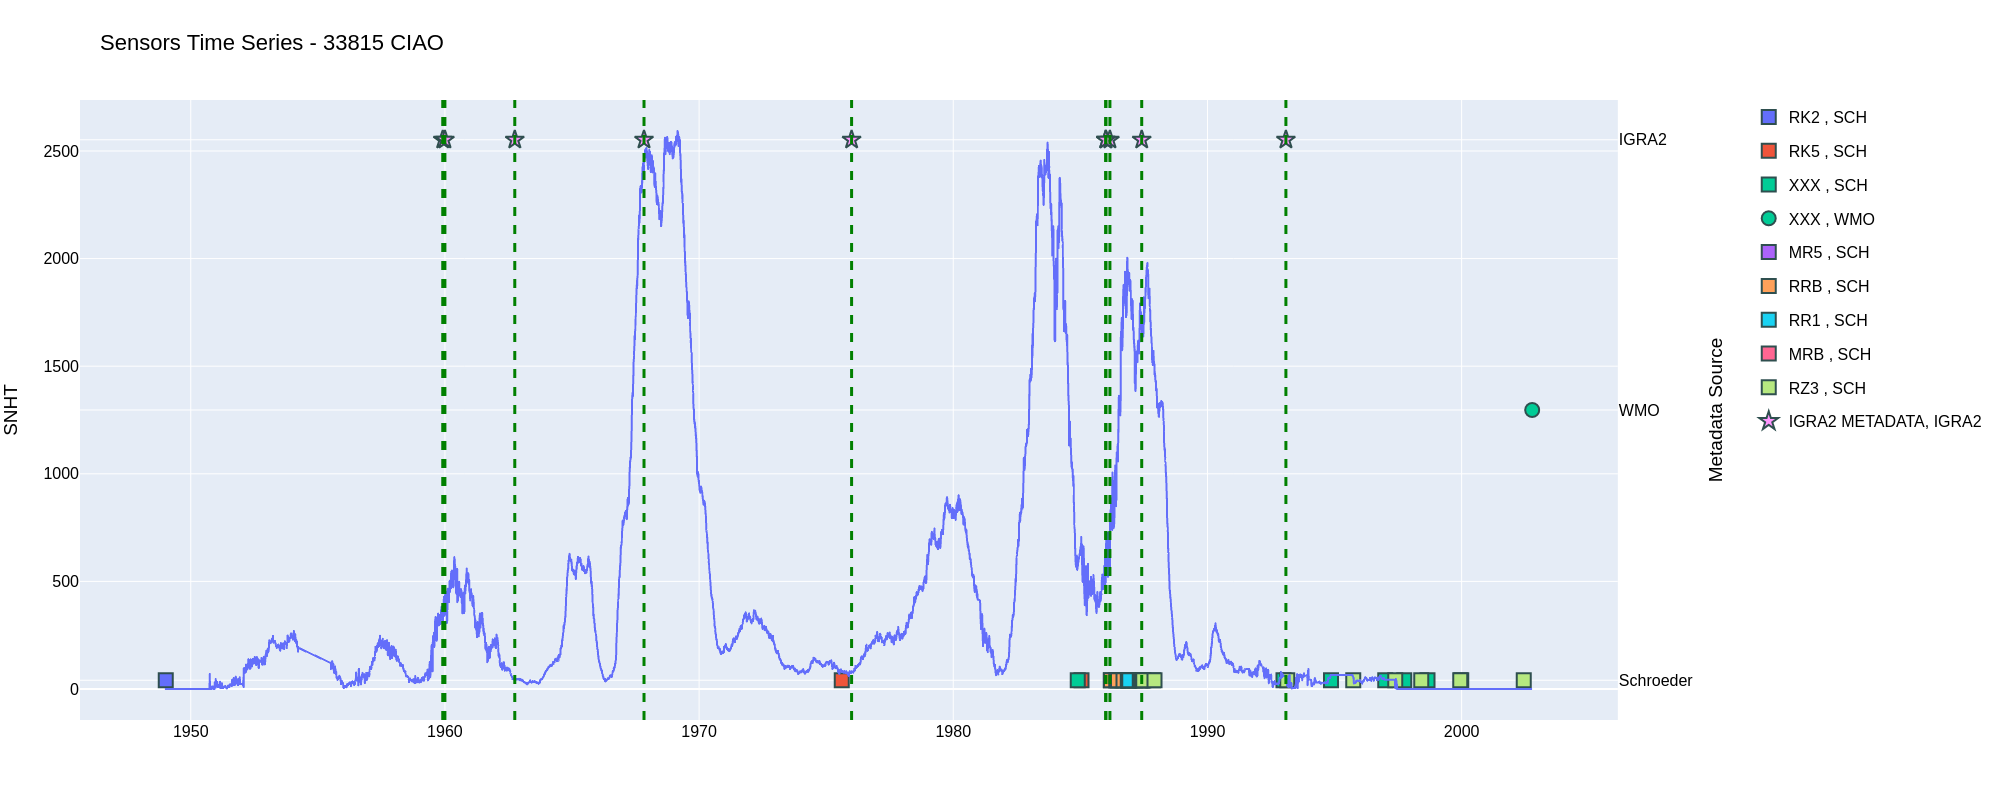 Sensors Time Series - 33815 CIAO
SNHT
2500
2000
1500
1000
500
0
1950
1960
1970
1980
1990
2000
IGRA2
WMO
Schroeder
Metadata Source
RK2 , SCH
RK5 , SCH
XXX , SCH
XXX , WMO
MR5 , SCH
RRB , SCH
RR1 , SCH
MRB , SCH
RZ3 , SCH
IGRA2 METADATA, IGRA2